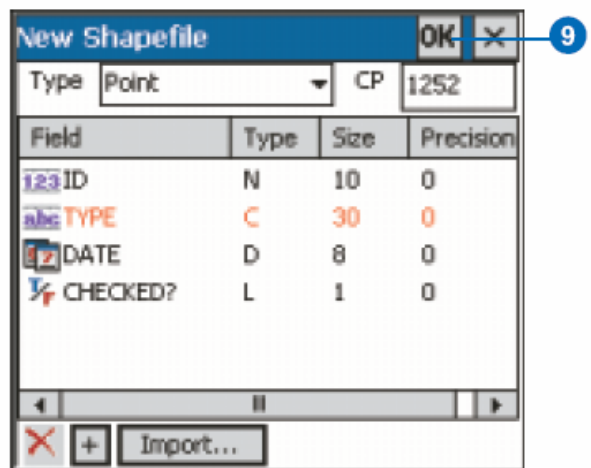 New Shapefile OK × 9
Type Point CP 1252
Field Type Size Precision
123 ID N 10 0
abc TYPE C 30 0
DATE D 8 0
T/F CHECKED? L 1 0
+ Import...